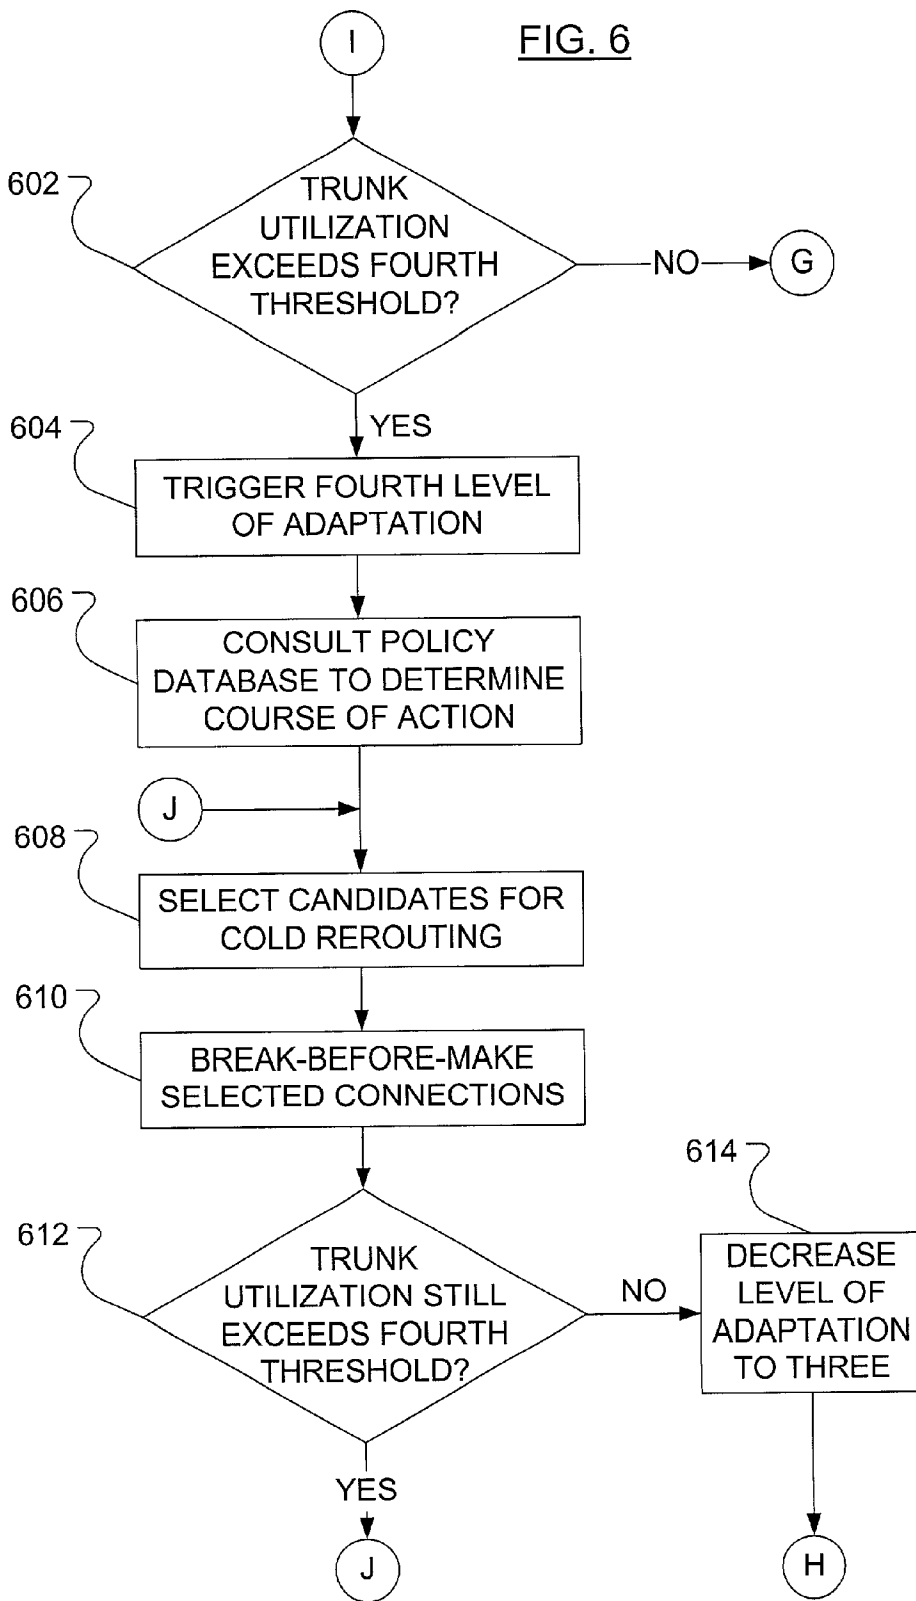 I
FIG. 6
602
TRUNK
UTILIZATION
EXCEEDS FOURTH
THRESHOLD?
NO
G
YES
604
TRIGGER FOURTH LEVEL
OF ADAPTATION
606
CONSULT POLICY
DATABASE TO DETERMINE
COURSE OF ACTION
J
608
SELECT CANDIDATES FOR
COLD REROUTING
610
BREAK-BEFORE-MAKE
SELECTED CONNECTIONS
612
TRUNK
UTILIZATION STILL
EXCEEDS FOURTH
THRESHOLD?
NO
614
DECREASE
LEVEL OF
ADAPTATION
TO THREE
YES
J
H